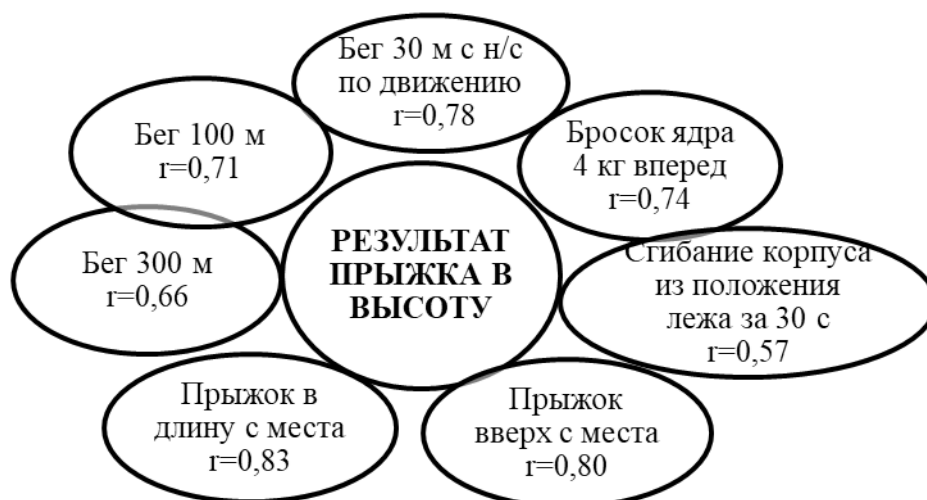 Бег 30 м с н/с
по движению
r=0,78
Бег 100 м
r=0,71
Бросок ядра
4 кг вперед
r=0,74
Бег 300 м
r=0,66
РЕЗУЛЬТАТ
ПРЫЖКА В
ВЫСОТУ
Сгибание корпуса
из положения
лежа за 30 с
r=0,57
Прыжок в
длину с места
r=0,83
Прыжок
вверх с места
r=0,80